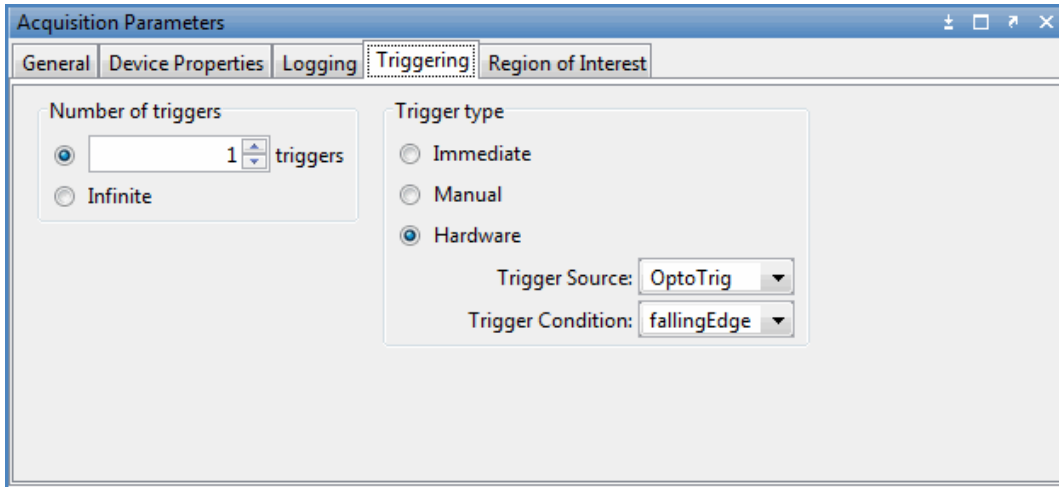 Acquisition Parameters
General Device Properties Logging Triggering Region of Interest
Number of triggers
1 triggers
Infinite
Trigger type
Immediate
Manual
Hardware
Trigger Source: OptoTrig
Trigger Condition: fallingEdge